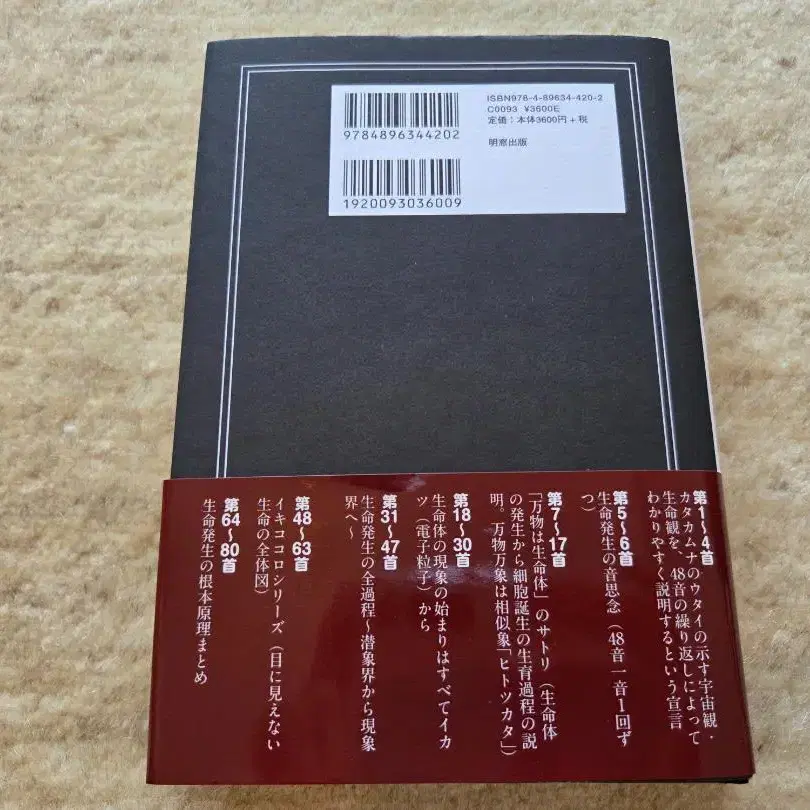 ISBN978-4-89634-420-2
C0093 ¥3600E
定価：本体3600円+税
明窓出版
9784896344202
1920093036009
第1〜4首
カタカムナのウタイの示す宇宙観・
生命観を、48音の繰り返しによって
わかりやすく説明するという宣言
第5〜6首
生命発生の音思念（48音一音1回ず
つ）
第7〜17首
「万物は生命体」のサトリ（生命体
の発生から細胞誕生の生育過程の説
明。万物万象は相似象「ヒトツカタ」）
第18〜30首
生命体の現象の始まりはすべてイカ
ツ（電子粒子）から
第31〜47首
生命発生の全過程〜潜象界から現象
界へ〜
第48〜63首
イキココロシリーズ（目に見えない
生命の全体図）
第64〜80首
生命発生の根本原理まとめ